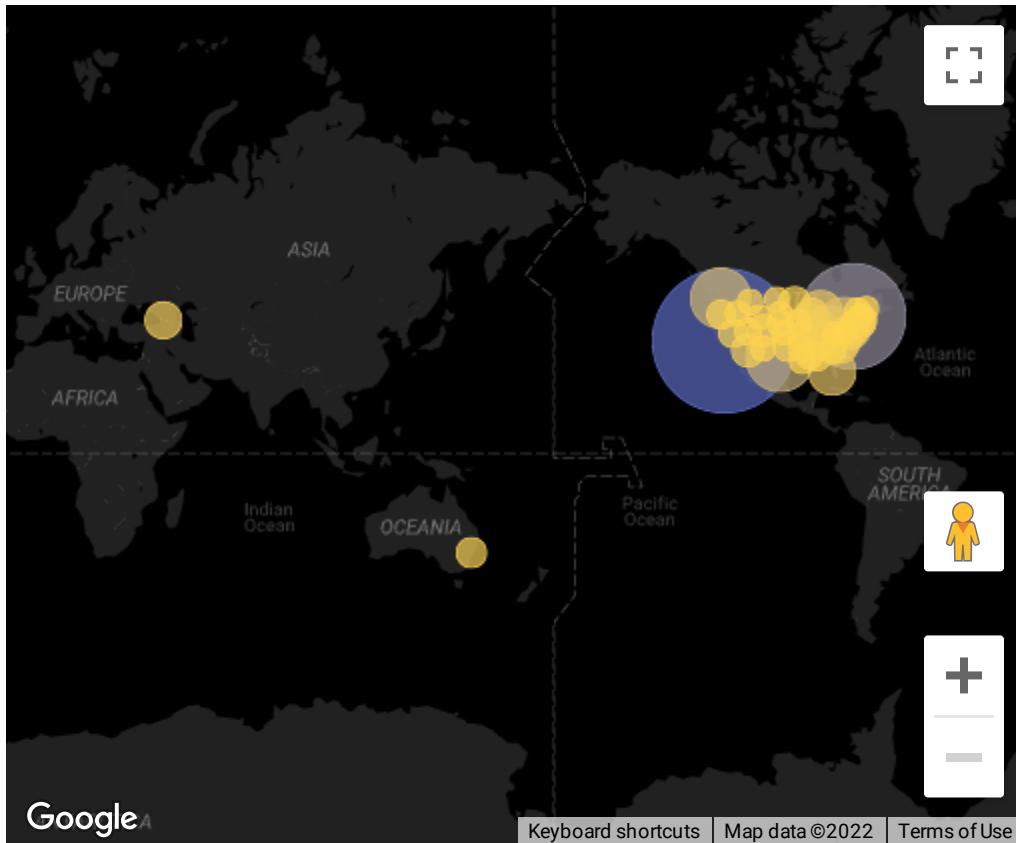 ASIA
EUROPE
Atlantic
Ocean
AFRICA
SOUTH
AMERICA
Indian
Ocean
OCEANIA
Pacific
Ocean
Google
A
Keyboard shortcuts
Map data ©2022
Terms of Use